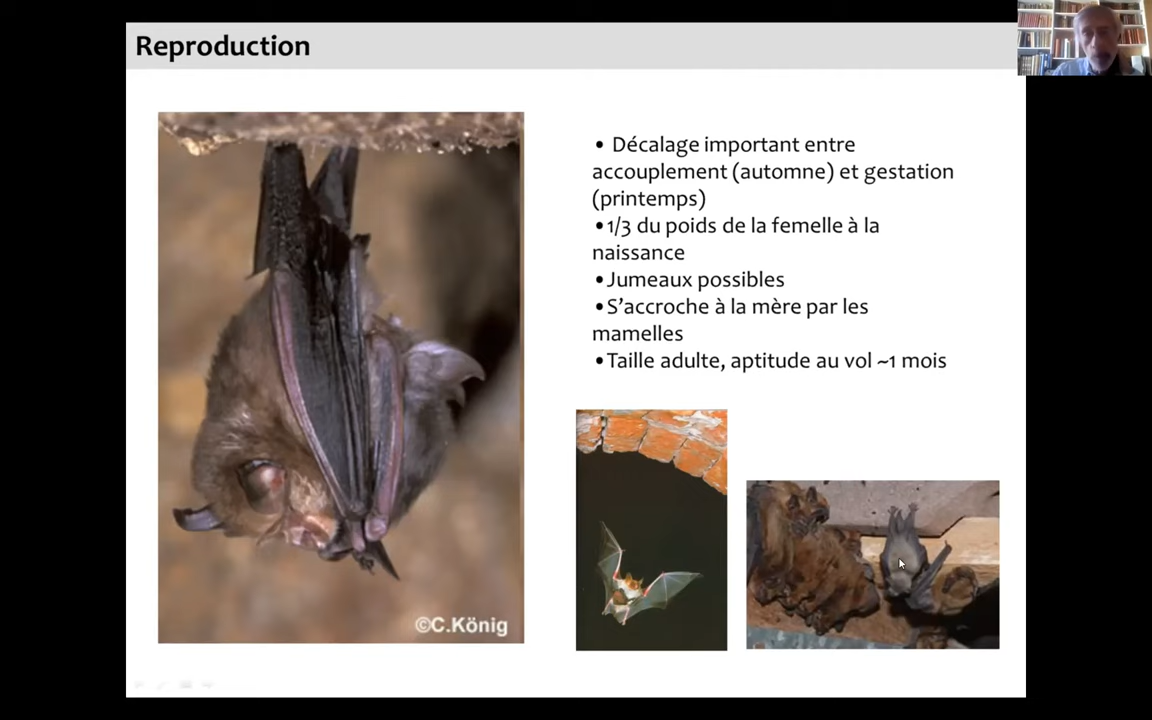 Reproduction
• Décalage important entre
accouplement (automne) et gestation
(printemps)
•1/3 du poids de la femelle à la
naissance
•Jumeaux possibles
•S’accroche à la mère par les
mamelles
•Taille adulte, aptitude au vol ~1 mois
©C.König